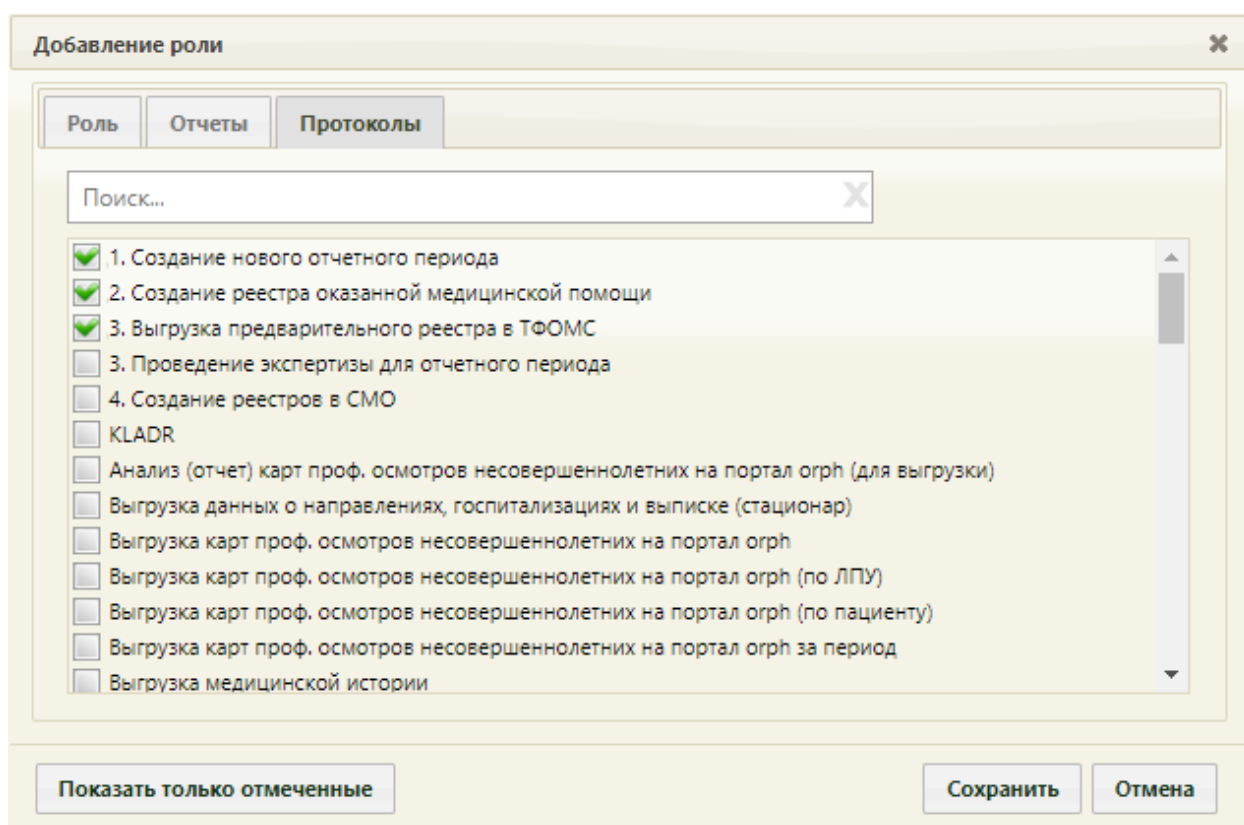 Добавление роли
Роль Отчеты Протоколы
Поиск...
1. Создание нового отчетного периода
2. Создание реестра оказанной медицинской помощи
3. Выгрузка предварительного реестра в ТФОМС
3. Проведение экспертизы для отчетного периода
4. Создание реестров в СМО
KLADR
Анализ (отчет) карт проф. осмотров несовершеннолетних на портал orph (для выгрузки)
Выгрузка данных о направлениях, госпитализациях и выписке (стационар)
Выгрузка карт проф. осмотров несовершеннолетних на портал orph
Выгрузка карт проф. осмотров несовершеннолетних на портал orph (по ЛПУ)
Выгрузка карт проф. осмотров несовершеннолетних на портал orph (по пациенту)
Выгрузка карт проф. осмотров несовершеннолетних на портал orph за период
Выгрузка медицинской истории
Показать только отмеченные Сохранить Отмена